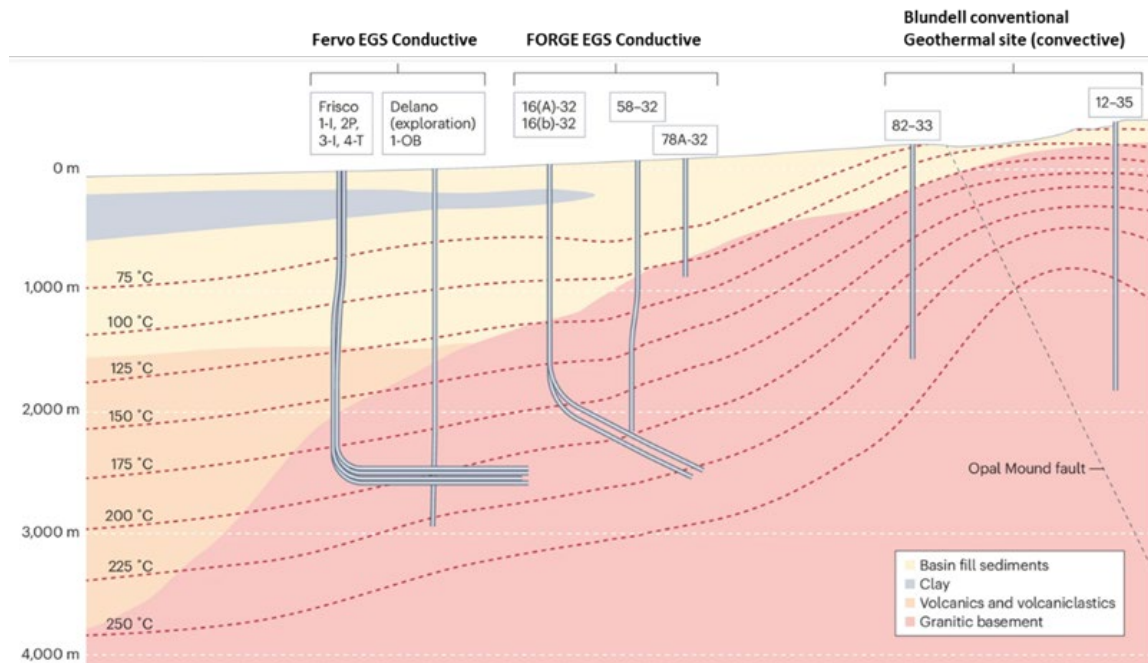 Fervo EGS Conductive
FORGE EGS Conductive
Blundell conventional
Geothermal site (convective)
Frisco
1-I, 2P,
3-I, 4-T
Delano
(exploration)
1-OB
16(A)-32
16(b)-32
58–32
78A-32
82–33
12–35
0 m
75 °C
1,000 m
100 °C
125 °C
150 °C
2,000 m
175 °C
200 °C
3,000 m
225 °C
250 °C
4,000 m
Opal Mound fault
Basin fill sediments
Clay
Volcanics and volcaniclastics
Granitic basement